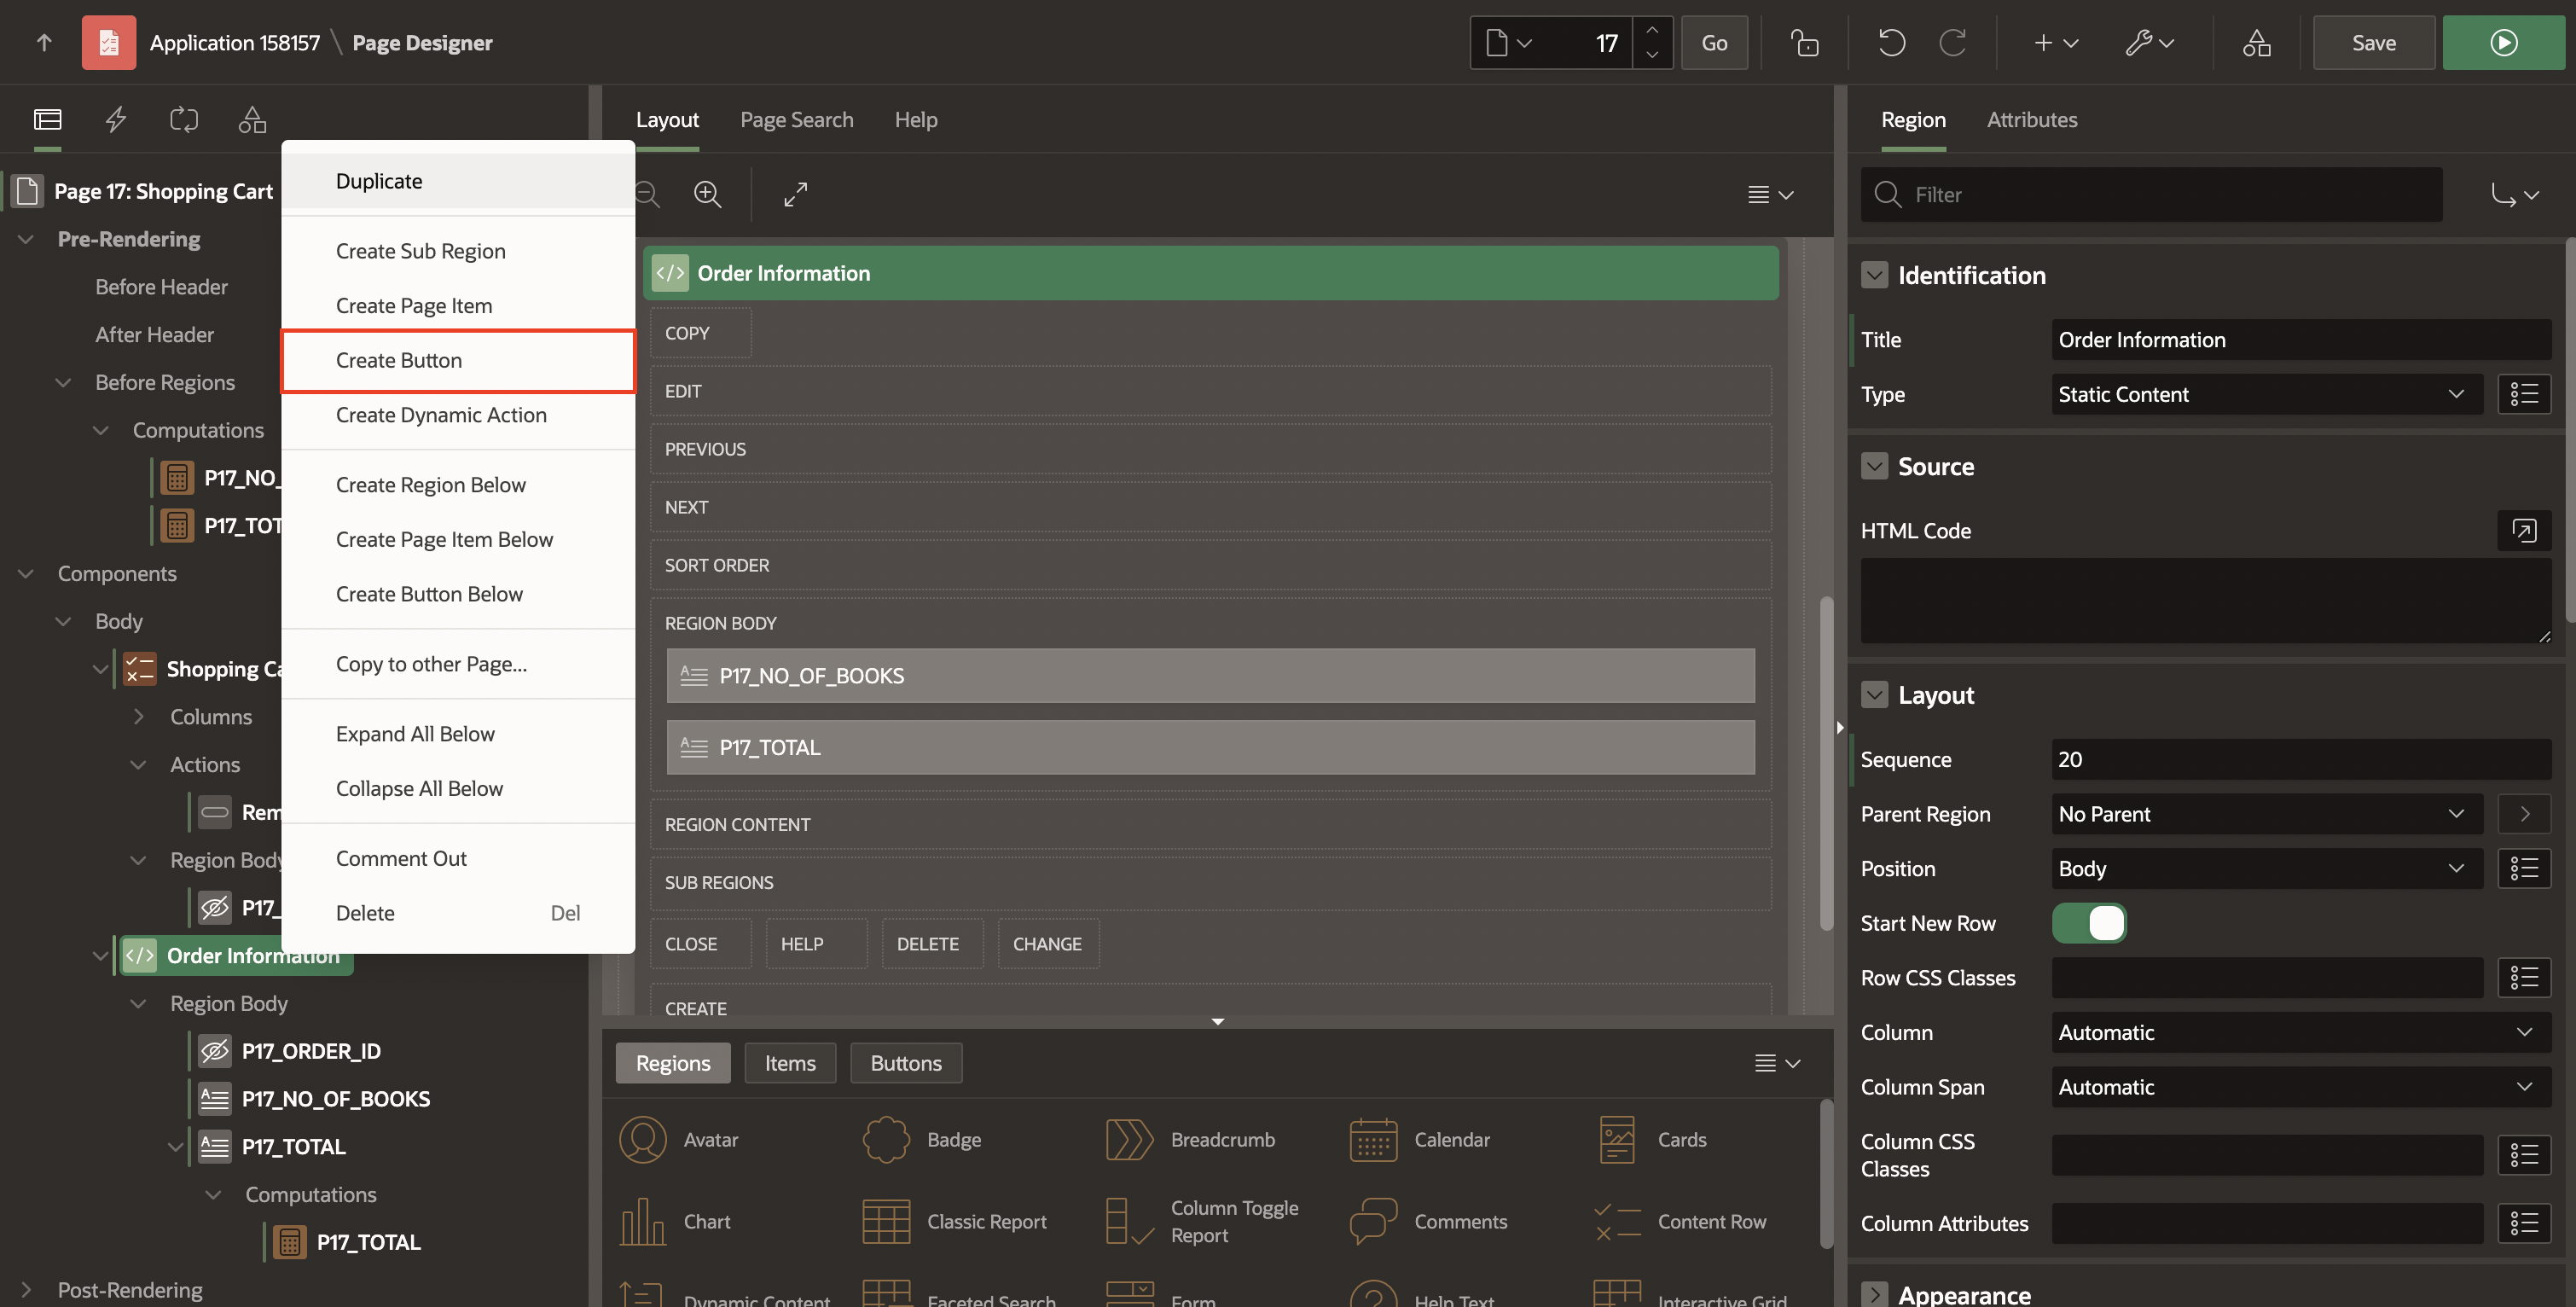 Application 158157 \ Page Designer
17
Go
Save
Layout
Page Search
Help
Region
Attributes
Page 17: Shopping Cart
Pre-Rendering
Before Header
After Header
Before Regions
Computations
P17_NO_
P17_TOT
Components
Body
Shopping Ca
Columns
Actions
Rem
Region Body
P17_
Order Information
Region Body
P17_ORDER_ID
P17_NO_OF_BOOKS
P17_TOTAL
Computations
P17_TOTAL
Post-Rendering
Duplicate
Create Sub Region
Create Page Item
Create Button
Create Dynamic Action
Create Region Below
Create Page Item Below
Create Button Below
Copy to other Page...
Expand All Below
Collapse All Below
Comment Out
Delete Del
Order Information
COPY
EDIT
PREVIOUS
NEXT
SORT ORDER
REGION BODY
P17_NO_OF_BOOKS
P17_TOTAL
REGION CONTENT
SUB REGIONS
CLOSE HELP DELETE CHANGE
CREATE
Regions Items Buttons
Avatar Badge Breadcrumb Calendar Cards
Chart Classic Report Column Toggle
Report Comments Content Row
Dynamic Content Faceted Search Form Help Text Interactive Grid
Filter
Identification
Title Order Information
Type Static Content
Source
HTML Code
Layout
Sequence 20
Parent Region No Parent
Position Body
Start New Row
Row CSS Classes
Column Automatic
Column Span Automatic
Column CSS
Classes
Column Attributes
Appearance